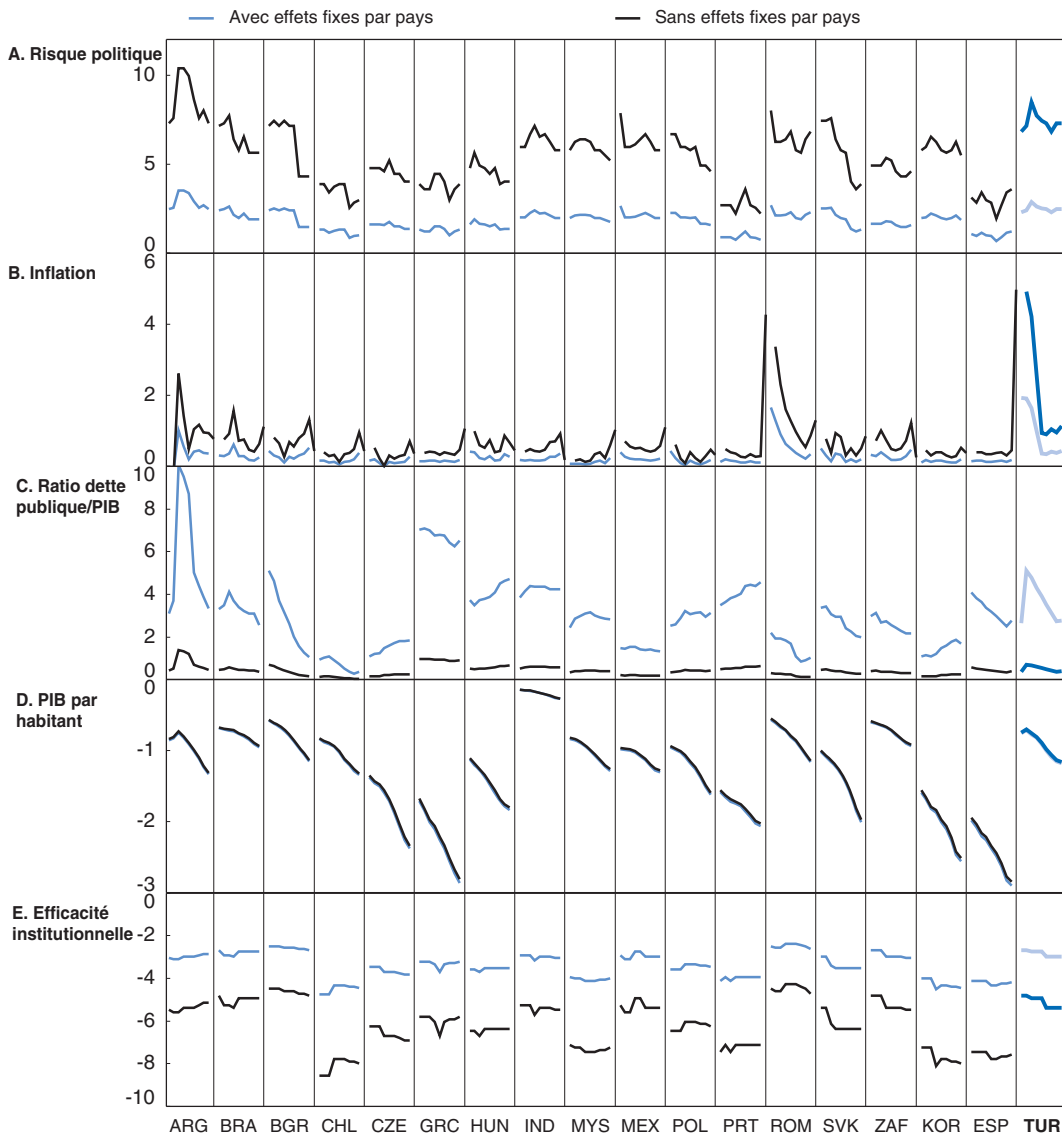 Avec effets fixes par pays
Sans effets fixes par pays
A. Risque politique
10
5
0
B. Inflation
6
4
2
0
C. Ratio dette
publique/PIB
10
8
6
4
2
0
D. PIB par
habitant
0
-1
-2
-3
E. Efficacité
institutionnelle
0
-2
-4
-6
-8
-10
ARG BRA BGR CHL CZE GRC HUN IND MYS MEX POL PRT ROM SVK ZAF KOR ESP TUR